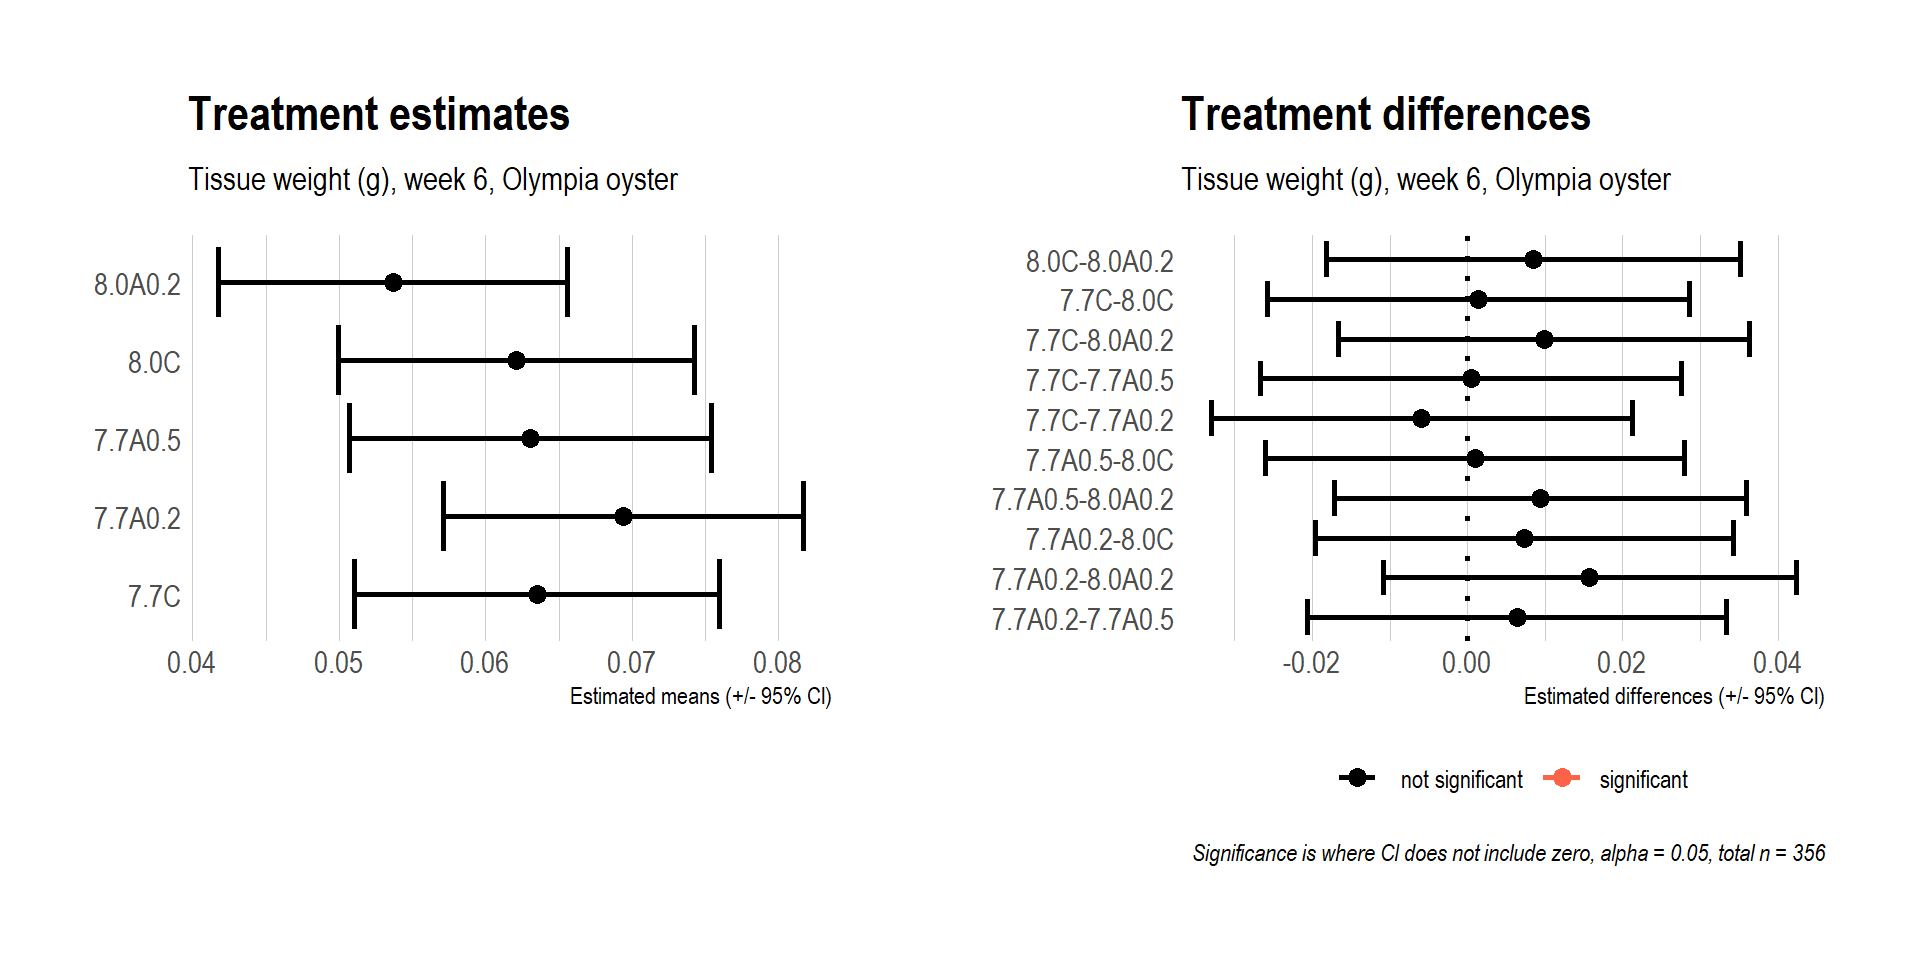 Treatment estimates
Tissue weight (g), week 6, Olympia oyster
8.0A0.2
8.0C
7.7A0.5
7.7A0.2
7.7C
0.04 0.05 0.06 0.07 0.08
Estimated means (+/- 95% CI)
Treatment differences
Tissue weight (g), week 6, Olympia oyster
8.0C-8.0A0.2
7.7C-8.0C
7.7C-8.0A0.2
7.7C-7.7A0.5
7.7C-7.7A0.2
7.7A0.5-8.0C
7.7A0.5-8.0A0.2
7.7A0.2-8.0C
7.7A0.2-8.0A0.2
7.7A0.2-7.7A0.5
-0.02 0.00 0.02 0.04
Estimated differences (+/- 95% CI)
not significant significant
Significance is where CI does not include zero, alpha = 0.05, total n = 356